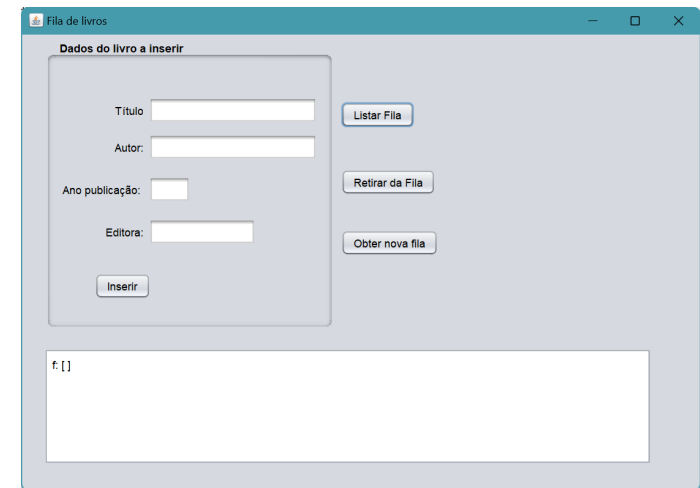 Fila de livros
Dados do livro a inserir
Título
Autor:
Ano publicação:
Editora:
Inserir
Listar Fila
Retirar da Fila
Obter nova fila
f: [ ]